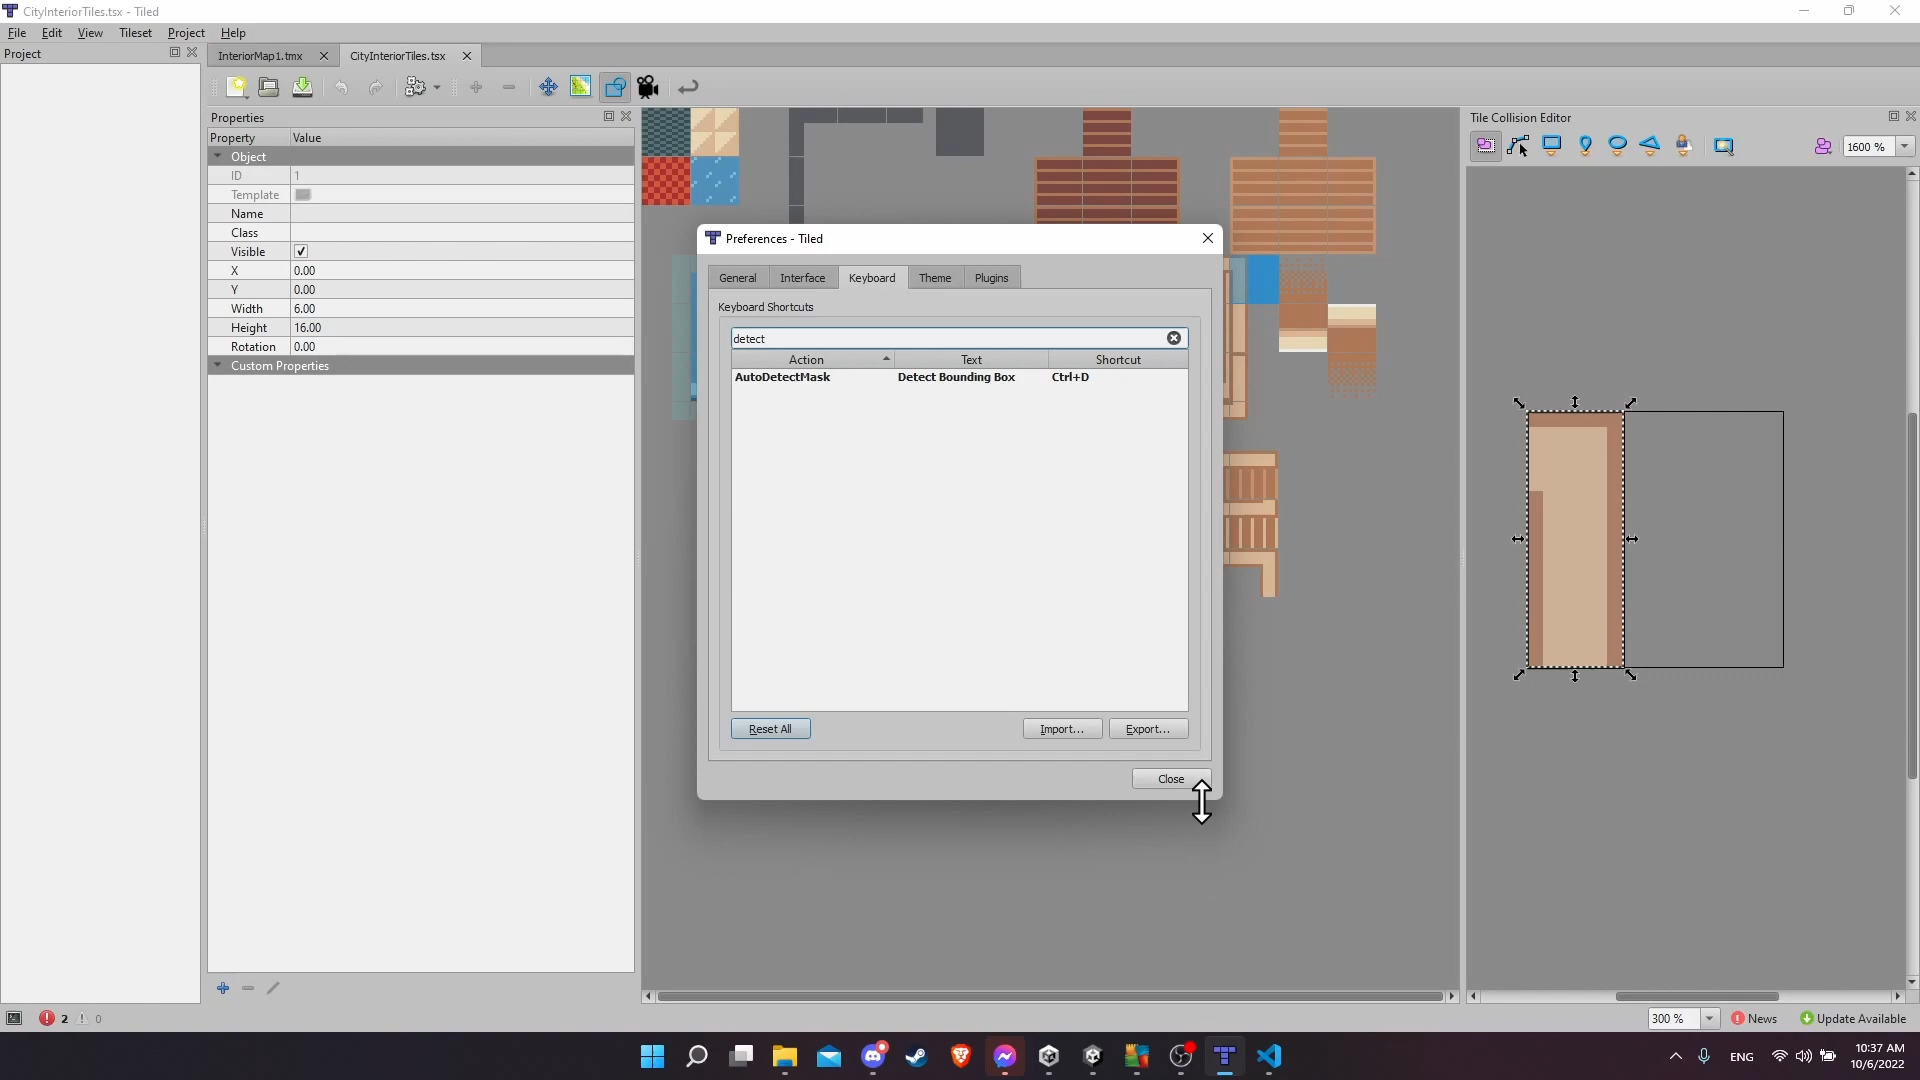 CityInteriorTiles.tsx - Tiled
File Edit View Tileset Project Help
Project
InteriorMap1.tmx
CityInteriorTiles.tsx
Properties
Property Value
Object
ID 1
Template
Name
Class
Visible
X 0.00
Y 0.00
Width 6.00
Height 16.00
Rotation 0.00
Custom Properties
Tile Collision Editor
1600 %
Preferences - Tiled
General Interface Keyboard Theme Plugins
Keyboard Shortcuts
detect
Action Text Shortcut
AutoDetectMask Detect Bounding Box Ctrl+D
Reset All Import... Export...
Close
2 0
300 % News Update Available
ENG
10:37 AM
10/6/2022